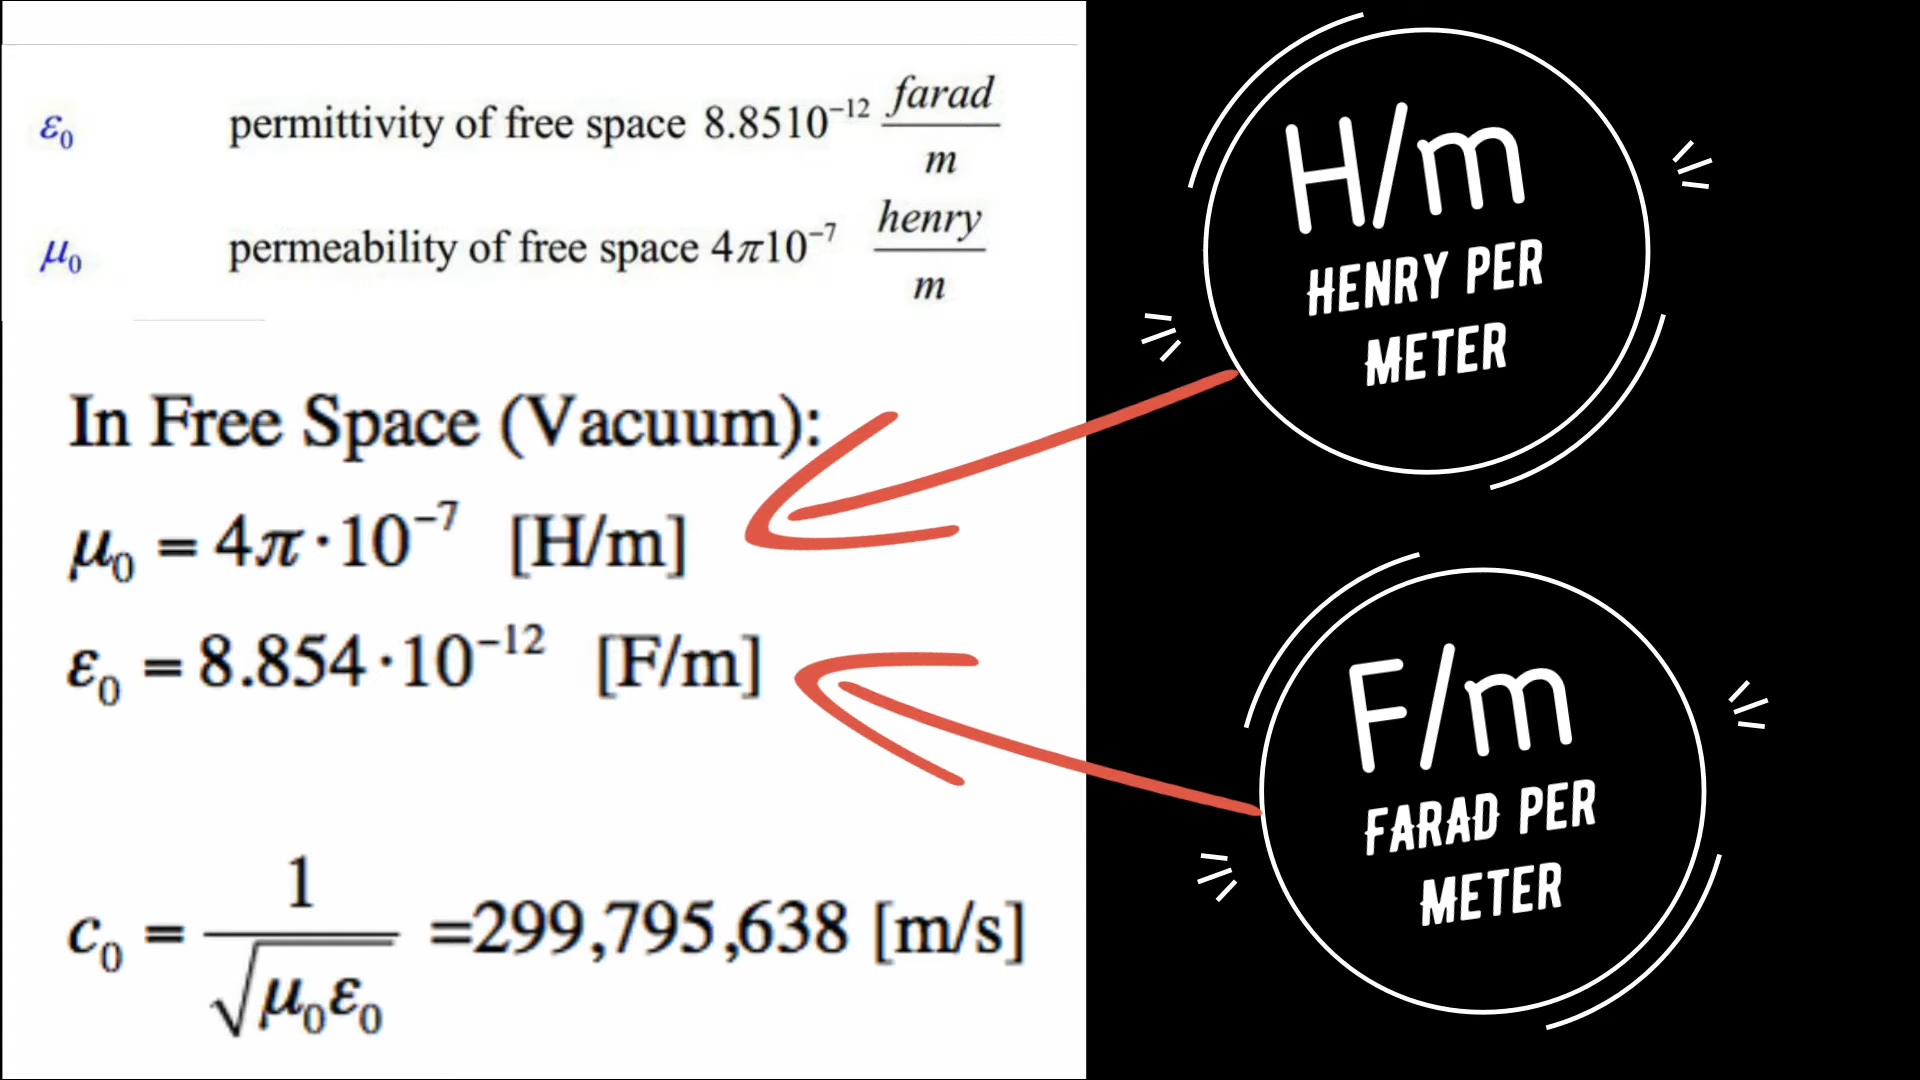 ε₀ permittivity of free space 8.8510⁻¹² farad/m
μ₀ permeability of free space 4π10⁻⁷ henry/m
In Free Space (Vacuum):
μ₀ = 4π·10⁻⁷ [H/m]
ε₀ = 8.854·10⁻¹² [F/m]
c₀ = 1/√μ₀ε₀ =299,795,638 [m/s]
H/m
HENRY PER
METER
F/m
FARAD PER
METER